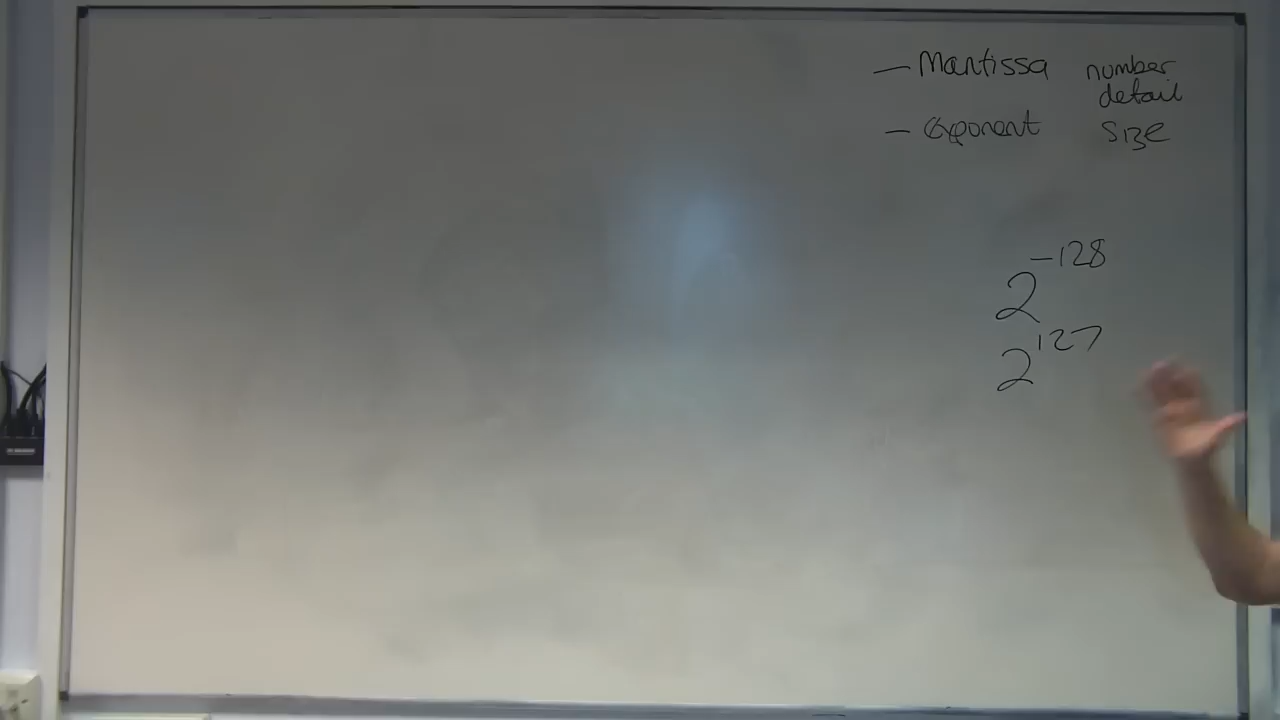 — Mantissa number
detail
— Exponent size
2^-128
2^127